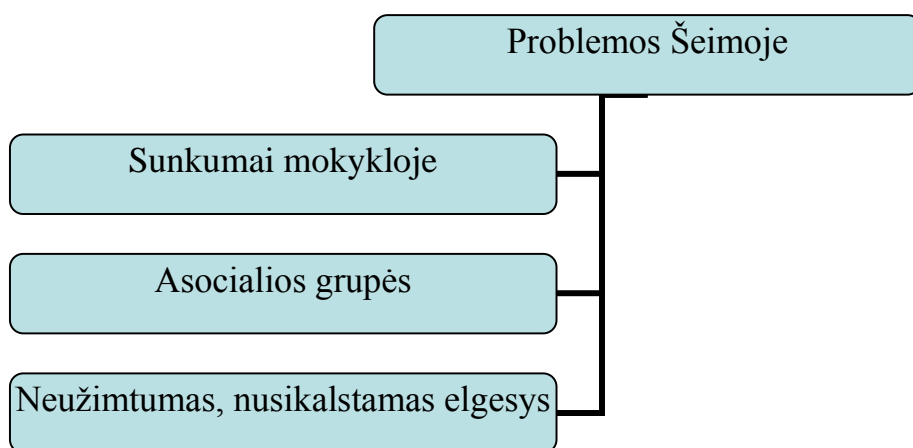 Problemos Šeimoje
Sunkumai mokykloje
Asocialios grupės
Neužimtumas, nusikalstamas elgesys